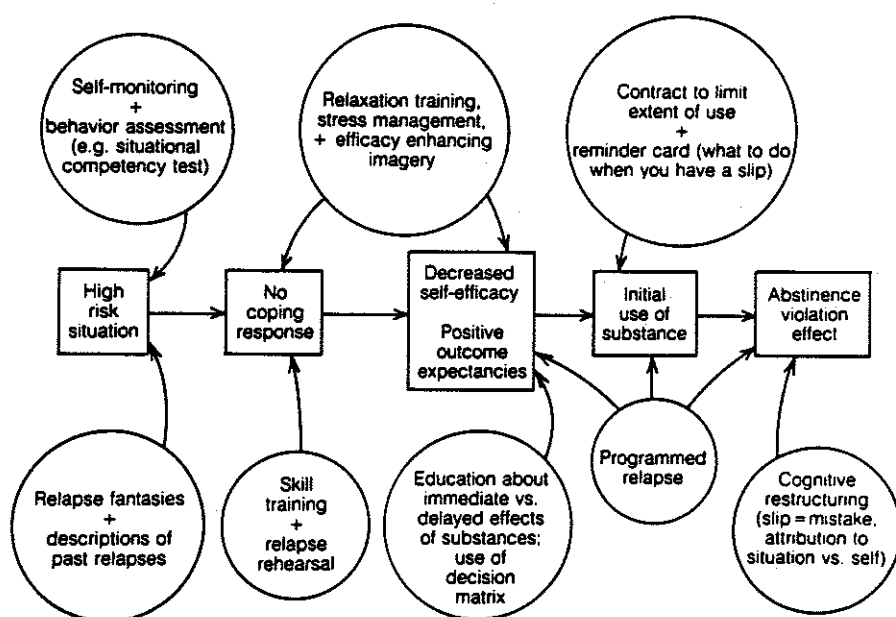 Self-monitoring
+
behavior assessment
(e.g. situational
competency test)
Relaxation training,
stress management,
+ efficacy enhancing
imagery
Contract to limit
extent of use
+
reminder card (what to do
when you have a slip)
High
risk
situation
No
coping
response
Decreased
self-efficacy
Positive
outcome
expectancies
Initial
use of
substance
Abstinence
violation
effect
Relapse fantasies
+
descriptions of
past relapses
Skill
training
+
relapse
rehearsal
Education about
immediate vs.
delayed effects
of substances;
use of
decision
matrix
Programmed
relapse
Cognitive
restructuring
(slip = mistake,
attribution to
situation vs. self)